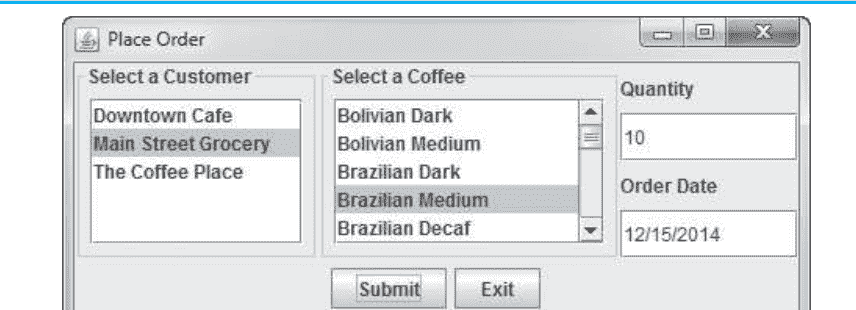 Place Order
Select a Customer
Downtown Cafe
Main Street Grocery
The Coffee Place
Select a Coffee
Bolivian Dark
Bolivian Medium
Brazilian Dark
Brazilian Medium
Brazilian Decaf
Quantity
10
Order Date
12/15/2014
Submit
Exit